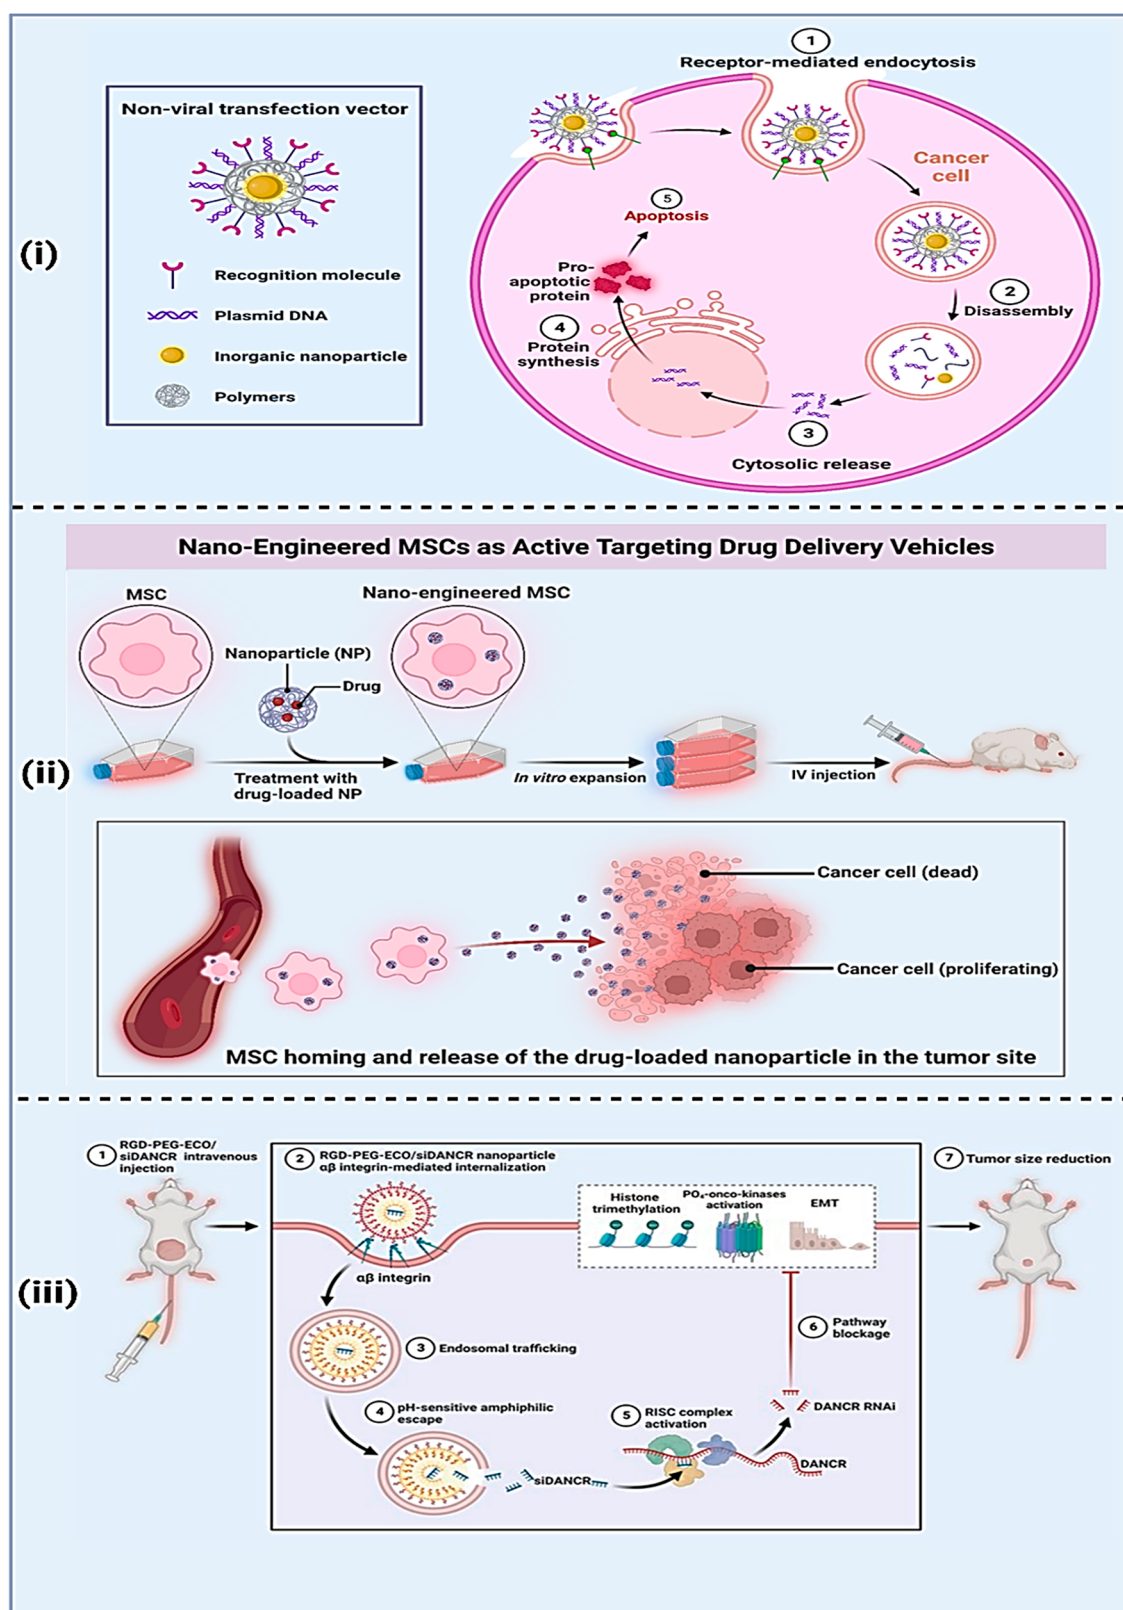 (i)
Non-viral transfection vector
Recognition molecule
Plasmid DNA
Inorganic nanoparticle
Polymers
1
Receptor-mediated endocytosis
Cancer
cell
2
Disassembly
3
Cytosolic release
4
Protein
synthesis
Pro-
apoptotic
protein
5
Apoptosis
(ii)
Nano-Engineered MSCs as Active Targeting Drug Delivery Vehicles
MSC
Nanoparticle (NP)
Drug
Treatment with
drug-loaded NP
Nano-engineered MSC
In vitro expansion
IV injection
Cancer cell (dead)
Cancer cell (proliferating)
MSC homing and release of the drug-loaded nanoparticle in the tumor site
(iii)
1
RGD-PEG-ECO/
siDANCR intravenous
injection
2
RGD-PEG-ECO/siDANCR nanoparticle
αβ integrin-mediated internalization
αβ integrin
3 Endosomal trafficking
4
pH-sensitive amphiphilic
escape
siDANCR
5
RISC complex
activation
DANCR
DANCR RNAi
6
Pathway
blockage
Histone
trimethylation
PO₄-onco-kinases
activation
EMT
7 Tumor size reduction